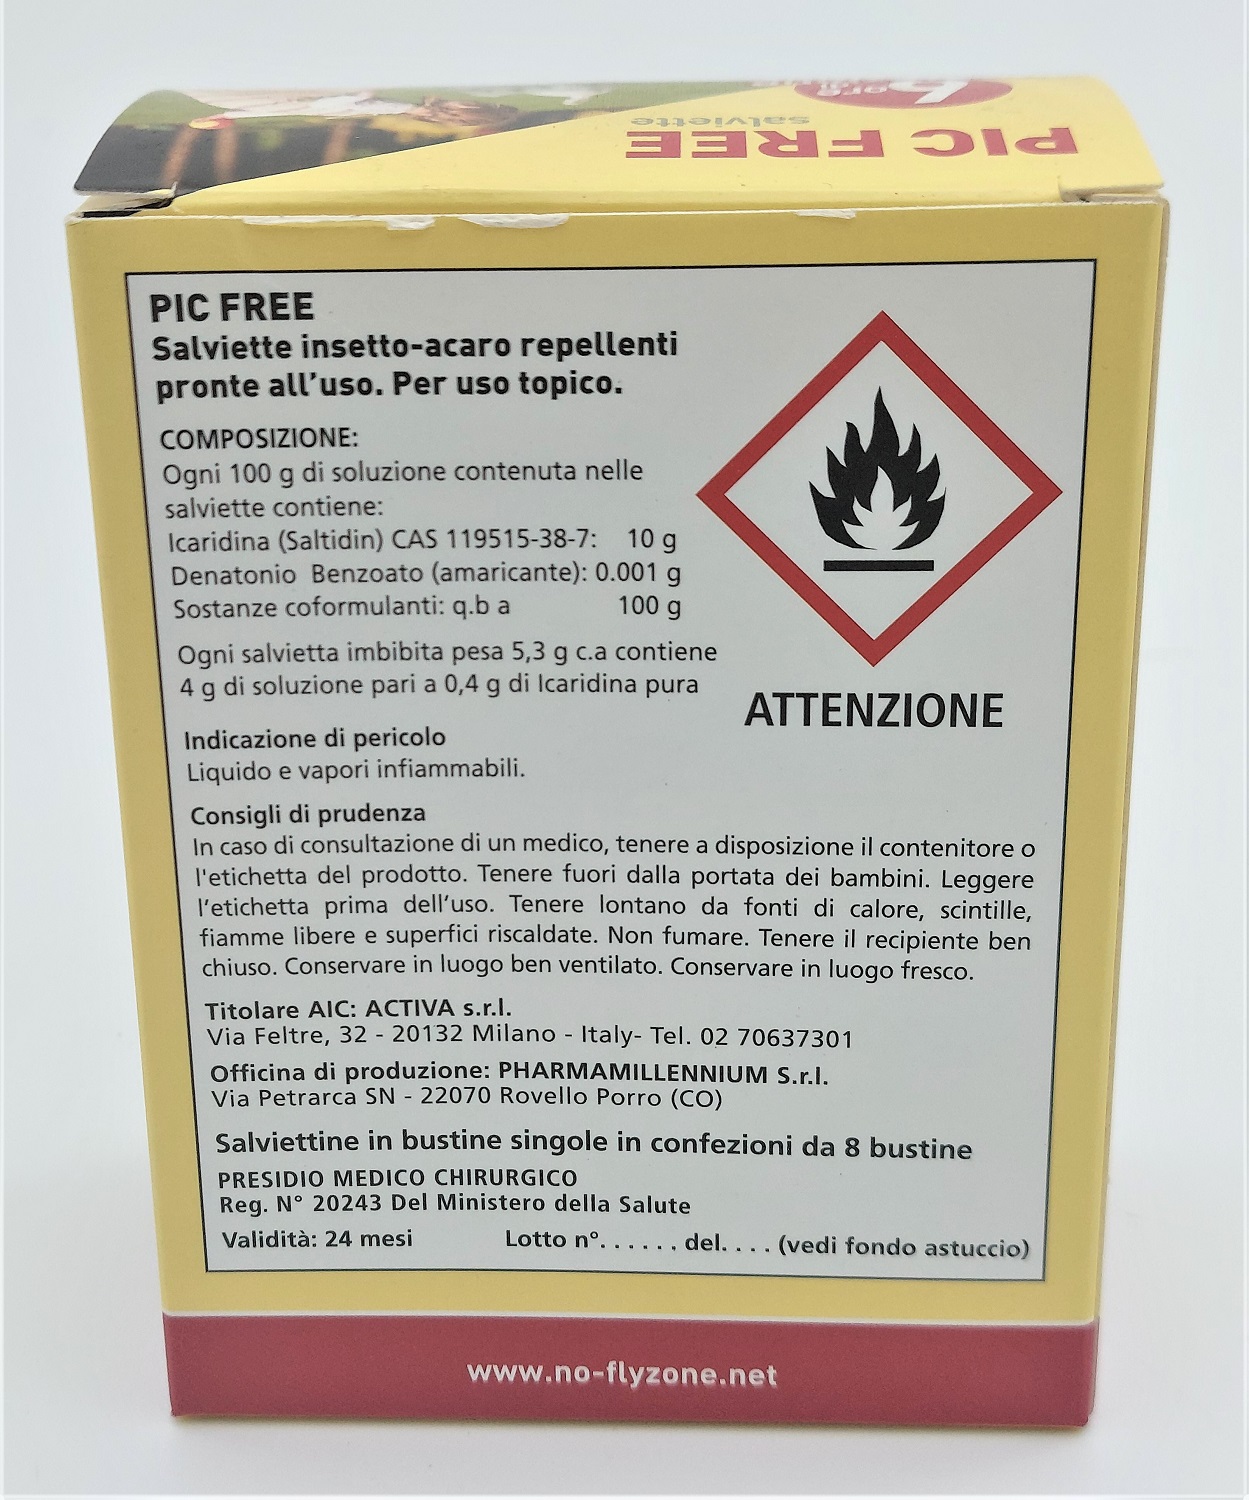 PIC FREE
salviette
PIC FREE
Salviette insetto-acaro repellenti
pronte all'uso. Per uso topico.
COMPOSIZIONE:
Ogni 100 g di soluzione contenuta nelle
salviette contiene:
Icaridina (Saltidin) CAS 119515-38-7: 10 g
Denatonio Benzoato (amaricante): 0.001 g
Sostanze coformulanti: q.b a 100 g
Ogni salvietta imbibita pesa 5,3 g c.a contiene
4 g di soluzione pari a 0,4 g di Icaridina pura
ATTENZIONE
Indicazione di pericolo
Liquido e vapori infiammabili.
Consigli di prudenza
In caso di consultazione di un medico, tenere a disposizione il contenitore o
l'etichetta del prodotto. Tenere fuori dalla portata dei bambini. Leggere
l'etichetta prima dell'uso. Tenere lontano da fonti di calore, scintille,
fiamme libere e superfici riscaldate. Non fumare. Tenere il recipiente ben
chiuso. Conservare in luogo ben ventilato. Conservare in luogo fresco.
Titolare AIC: ACTIVA s.r.l.
Via Feltre, 32 - 20132 Milano - Italy- Tel. 02 70637301
Officina di produzione: PHARMAMILLENNIUM S.r.l.
Via Petrarca SN - 22070 Rovello Porro (CO)
Salviettine in bustine singole in confezioni da 8 bustine
PRESIDIO MEDICO CHIRURGICO
Reg. N° 20243 Del Ministero della Salute
Validità: 24 mesi Lotto n°. . . . . . del. . . . (vedi fondo astuccio)
www.no-flyzone.net